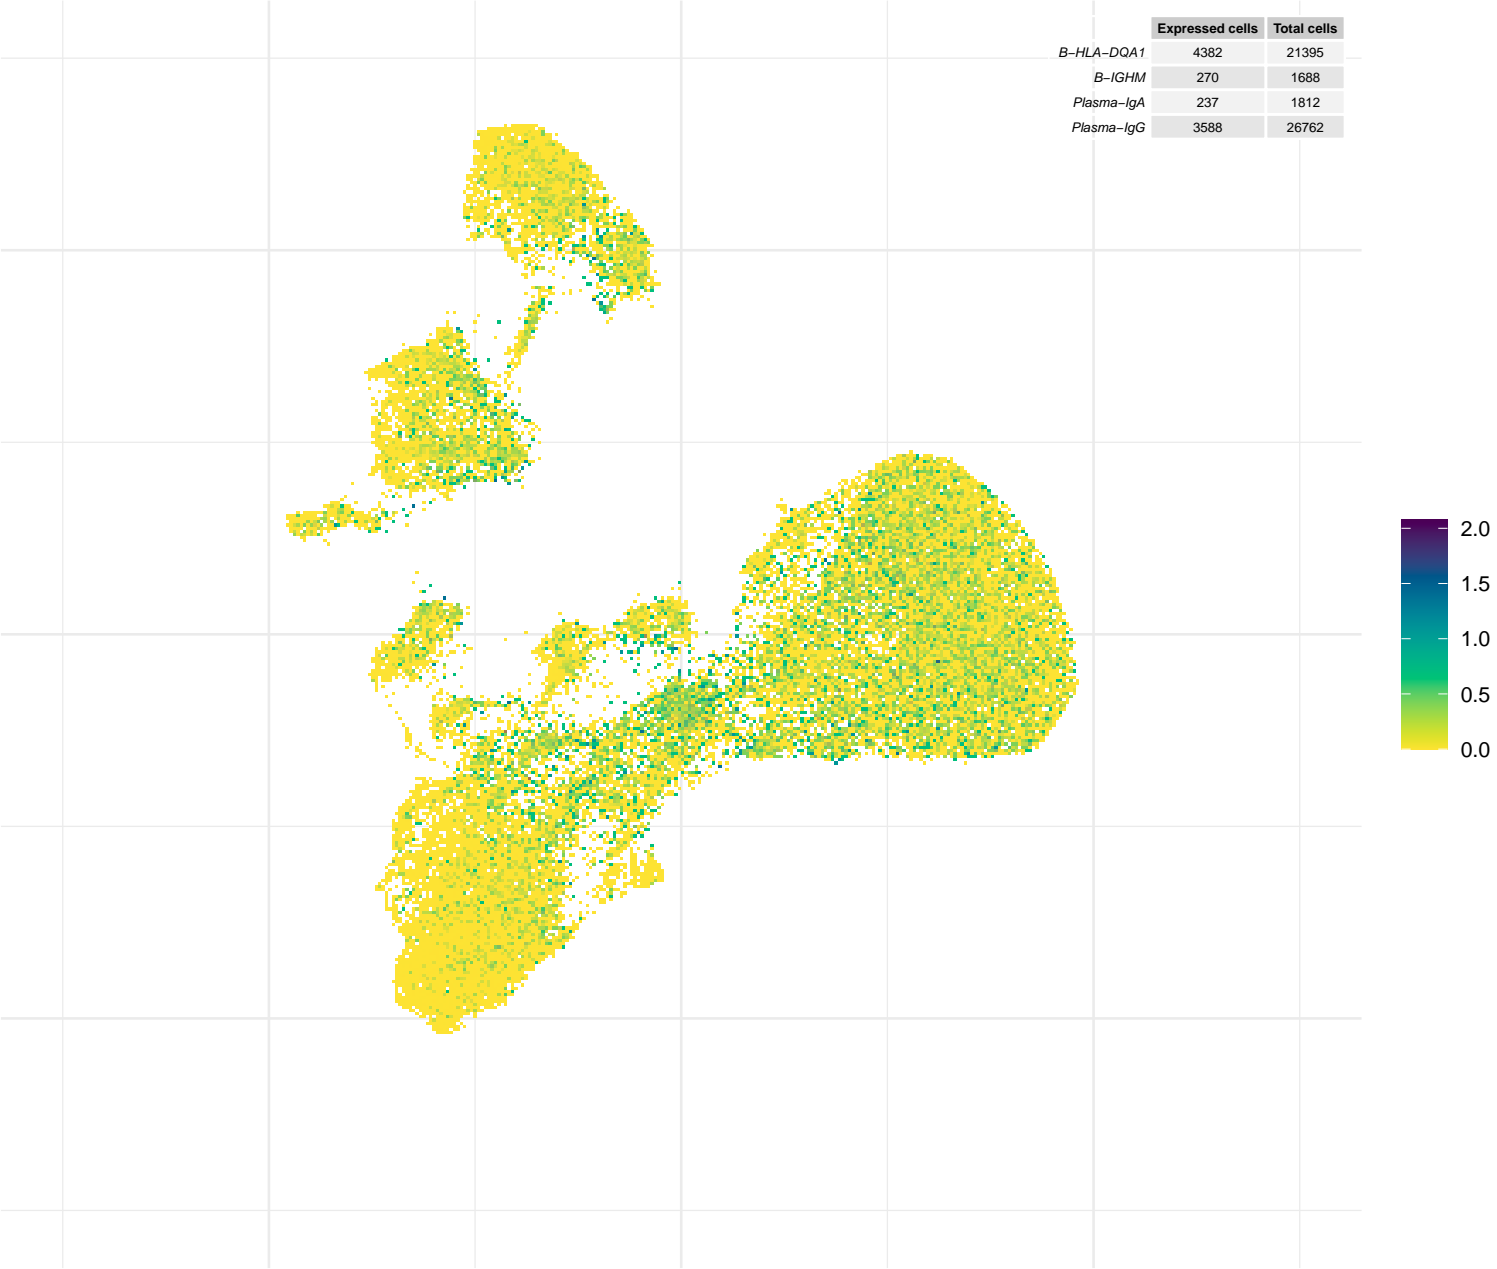 Expressed cells Total cells
B−HLA−DQA1 4382 21395
B−IGHM 270 1688
Plasma−IgA 237 1812
Plasma−IgG 3588 26762
2.0
1.5
1.0
0.5
0.0